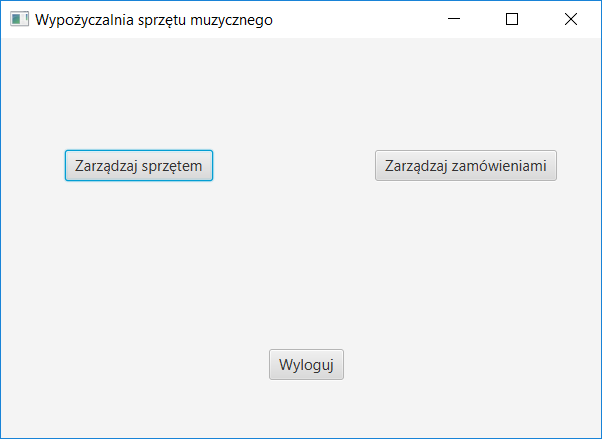 Wypożyczalnia sprzętu muzycznego
Zarządzaj sprzętem
Zarządzaj zamówieniami
Wyloguj